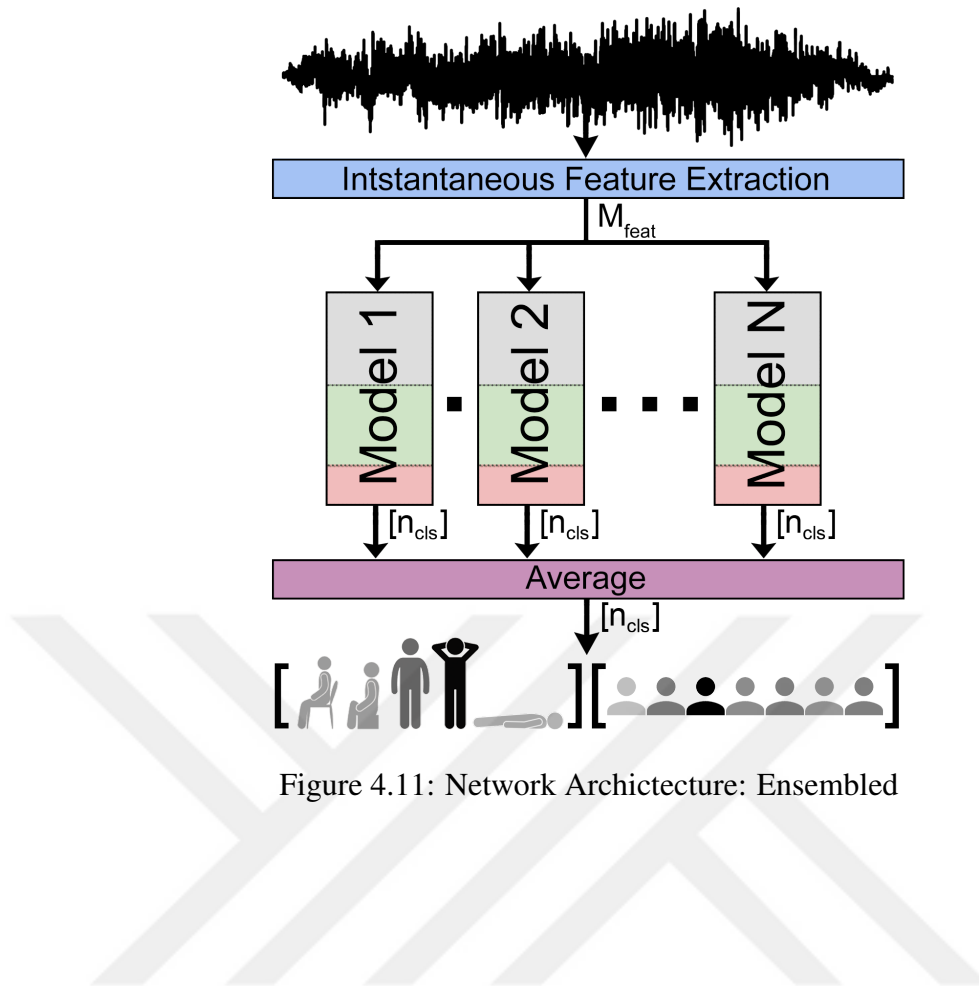 Intstantaneous Feature Extraction
M_feat
Model 1
Model 2
Model N
[n_cls]
[n_cls]
[n_cls]
Average
[n_cls]
Figure 4.11: Network Archictecture: Ensembled